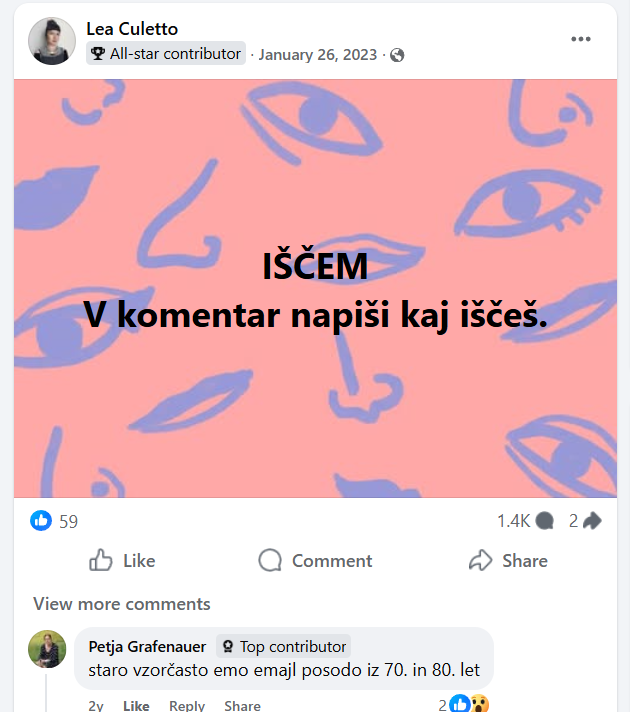 Lea Culetto
All-star contributor · January 26, 2023 ·
IŠČEM
V komentar napiši kaj iščeš.
59
1.4K 2
Like Comment Share
View more comments
Petja Grafenauer Top contributor
staro vzorčasto emo emajl posodo iz 70. in 80. let
2y Like Reply Share 2